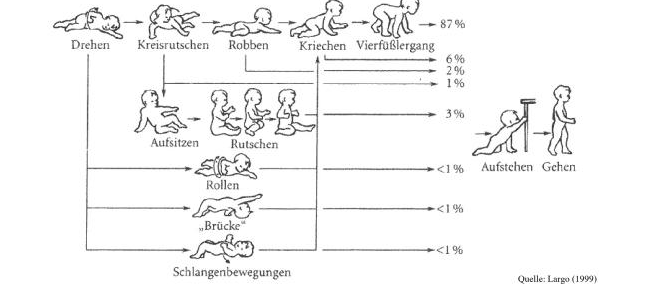 87%
Drehen Kreisrutschen Robben Kriechen Vierfüßlergang
6%
2%
1%
3%
Aufsitzen Rutschen
<1% Aufstehen Gehen
Rollen
<1%
„Brücke“
<1%
Schlangenbewegungen
Quelle: Largo (1999)